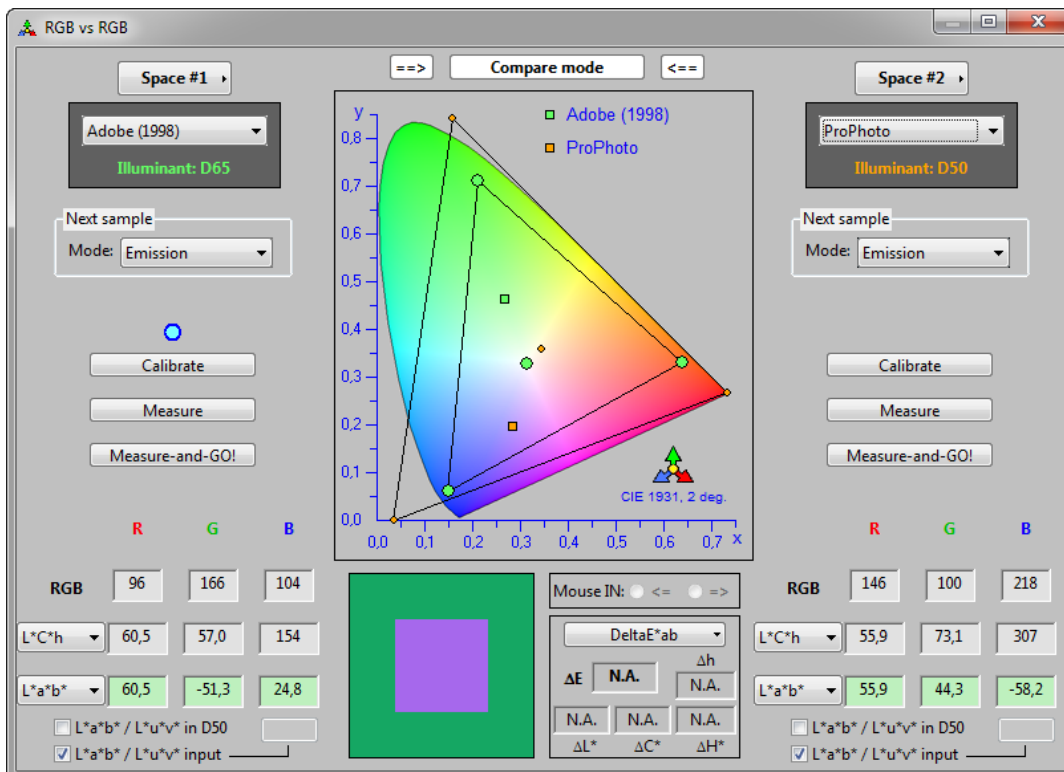 RGB vs RGB
Space #1
==>
Compare mode
<==
Space #2
Adobe (1998)
Illuminant: D65
ProPhoto
Illuminant: D50
Next sample
Mode: Emission
Next sample
Mode: Emission
y
Adobe (1998)
ProPhoto
0,8
0,7
0,6
0,5
0,4
0,3
0,2
0,1
0,0
0,0 0,1 0,2 0,3 0,4 0,5 0,6 0,7 x
CIE 1931, 2 deg.
Calibrate
Measure
Measure-and-GO!
Calibrate
Measure
Measure-and-GO!
R G B
RGB 96 166 104
L*C*h 60,5 57,0 154
L*a*b* 60,5 -51,3 24,8
L*a*b* / L*u*v* in D50
L*a*b* / L*u*v* input
Mouse IN: <= =>
DeltaE*ab
ΔE N.A.
Δh
N.A.
N.A. N.A. N.A.
ΔL* ΔC* ΔH*
R G B
RGB 146 100 218
L*C*h 55,9 73,1 307
L*a*b* 55,9 44,3 -58,2
L*a*b* / L*u*v* in D50
L*a*b* / L*u*v* input